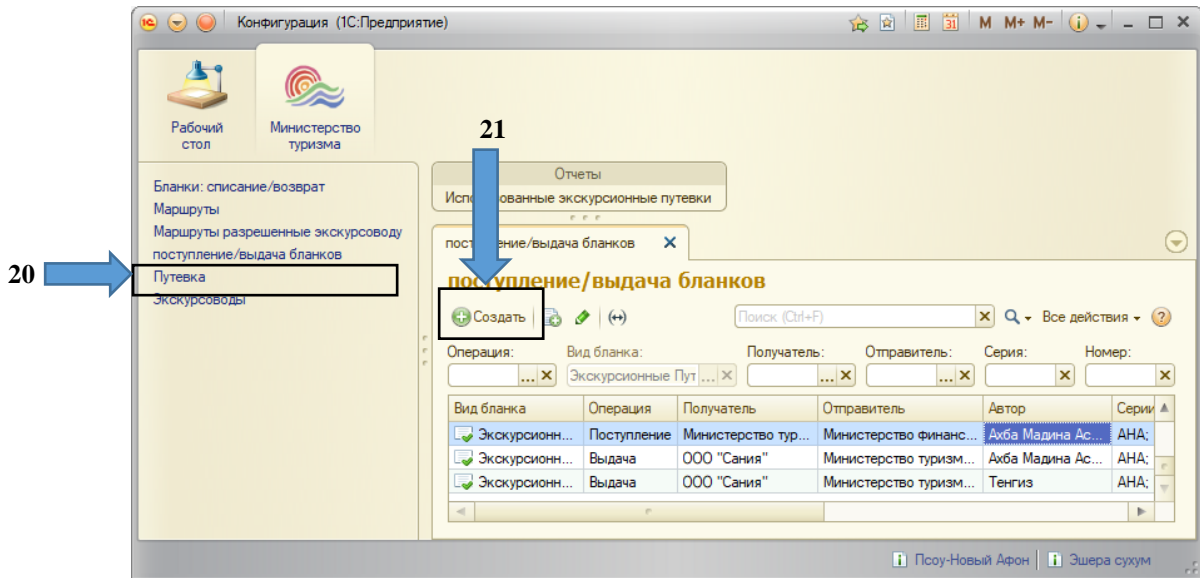 Конфигурация (1С:Предприятие)
31 M M+ M-
Рабочий
стол
Министерство
туризма
21
Бланки: списание/возврат
Маршруты
Маршруты разрешенные экскурсоводу
поступление/выдача бланков
20
Путевка
Экскурсоводы
Отчеты
экскурсионные путевки
поступление/выдача бланков
поступление/выдача бланков
Создать
Поиск (Ctrl+F)
Все действия
Операция: Вид бланка: Получатель: Отправитель: Серия: Номер:
Экскурсионные Пут ...
Вид бланка Операция Получатель Отправитель Автор Серии
Экскурсионн... Поступление Министерство тур... Министерство финанс... Ахба Мадина Ас... АНА;
Экскурсионн... Выдача ООО "Сания" Министерство туризм... Ахба Мадина Ас... АНА;
Экскурсионн... Выдача ООО "Сания" Министерство туризм... Тенгиз АНА;
Псоу-Новый Афон Эшера сухум